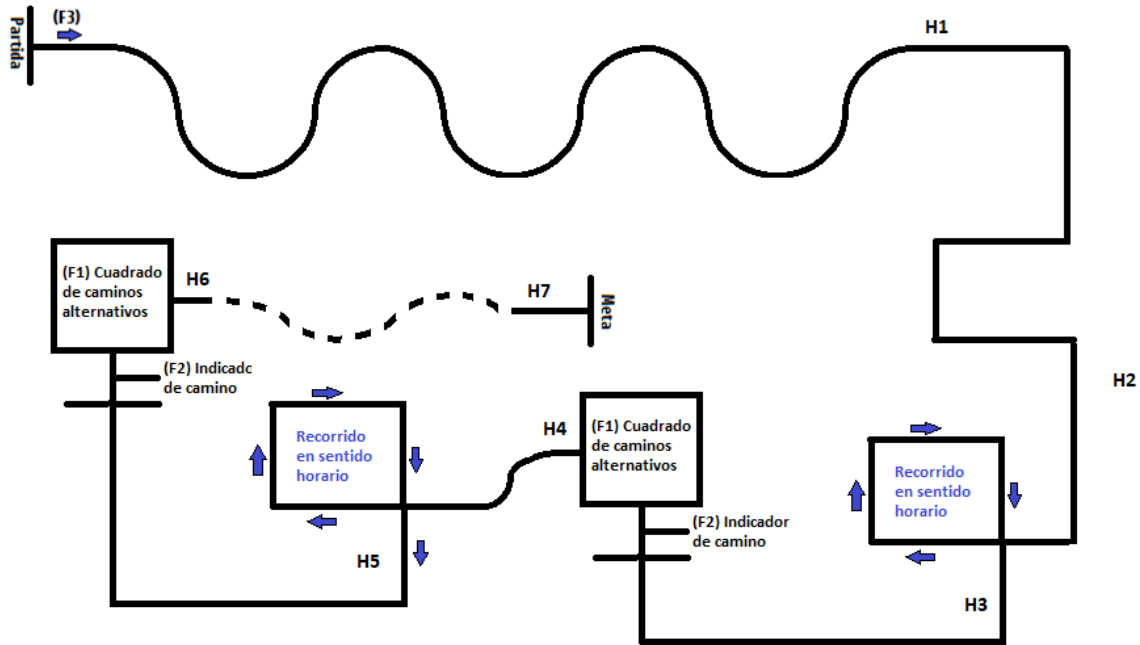 Partida
(F3)
H1
(F1) Cuadrado
de caminos
alternativos
H6
H7
Meta
(F2) Indicado
de camino
H2
Recorrido
en sentido
horario
H4
(F1) Cuadrado
de caminos
alternativos
Recorrido
en sentido
horario
(F2) Indicador
de camino
H5
H3